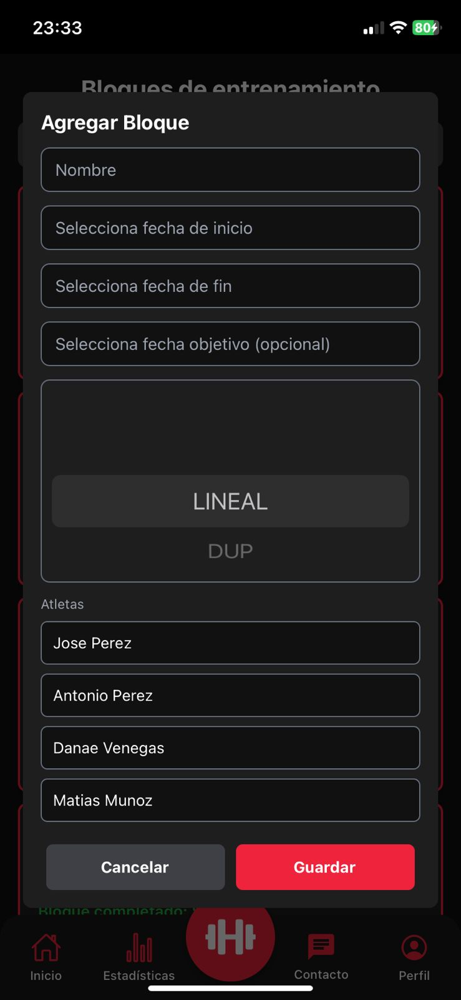 23:33
80
Bloques de entrenamiento
Agregar Bloque
Nombre
Selecciona fecha de inicio
Selecciona fecha de fin
Selecciona fecha objetivo (opcional)
LINEAL
DUP
Atletas
Jose Perez
Antonio Perez
Danae Venegas
Matias Munoz
Cancelar
Guardar
Bloque completado:
Inicio
Estadísticas
Contacto
Perfil